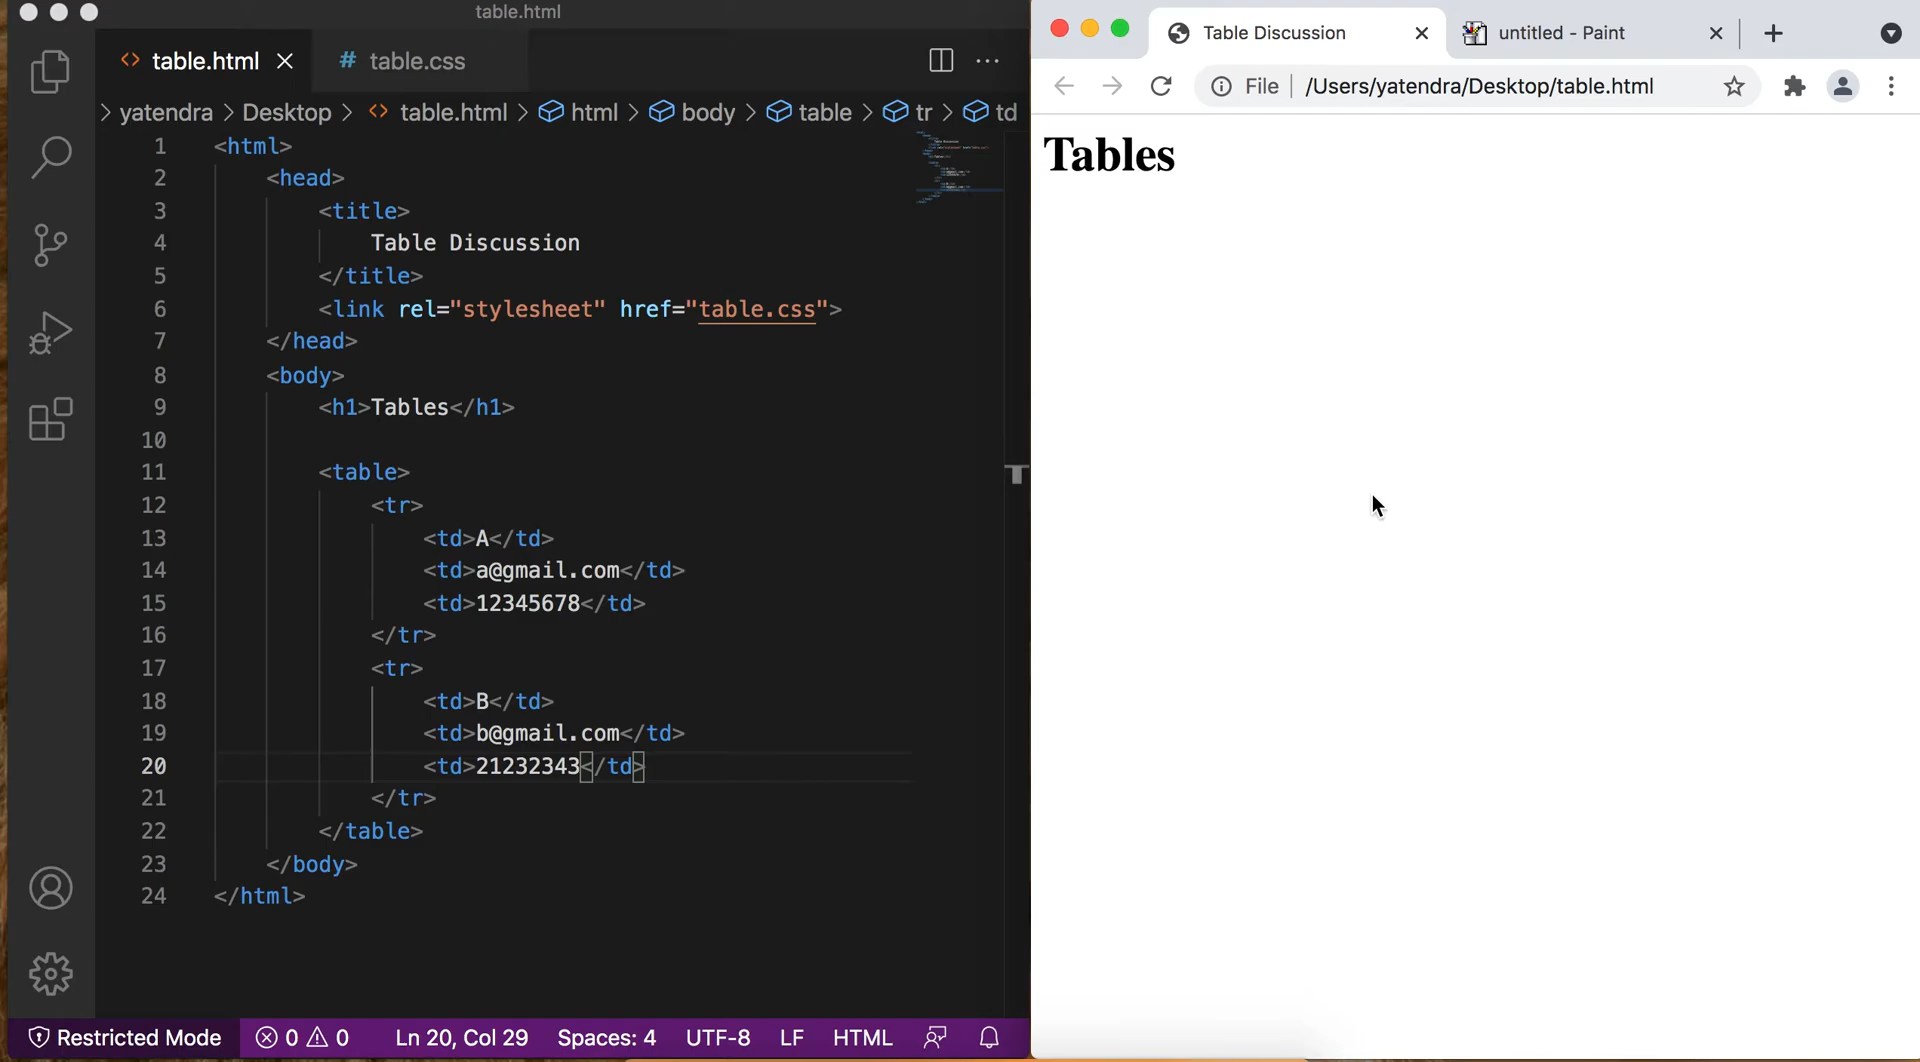 table.html
table.html
# table.css
yatendra > Desktop > table.html > html > body > table > tr > td
1 <html>
2 <head>
3 <title>
4 Table Discussion
5 </title>
6 <link rel="stylesheet" href="table.css">
7 </head>
8 <body>
9 <h1>Tables</h1>
10
11 <table>
12 <tr>
13 <td>A</td>
14 <td>a@gmail.com</td>
15 <td>12345678</td>
16 </tr>
17 <tr>
18 <td>B</td>
19 <td>b@gmail.com</td>
20 <td>21232343</td>
21 </tr>
22 </table>
23 </body>
24 </html>
Restricted Mode 0 0 Ln 20, Col 29 Spaces: 4 UTF-8 LF HTML
Table Discussion
untitled - Paint
File /Users/yatendra/Desktop/table.html
Tables